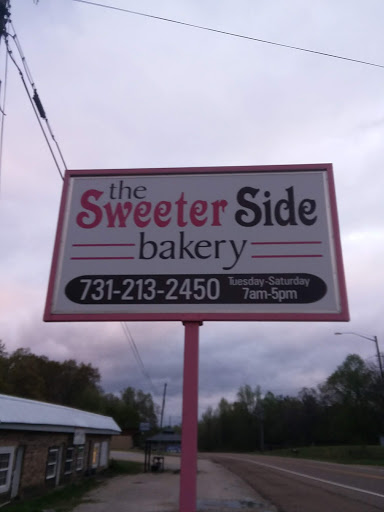 the
Sweeter Side
bakery
731-213-2450
Tuesday-Saturday
7am-5pm